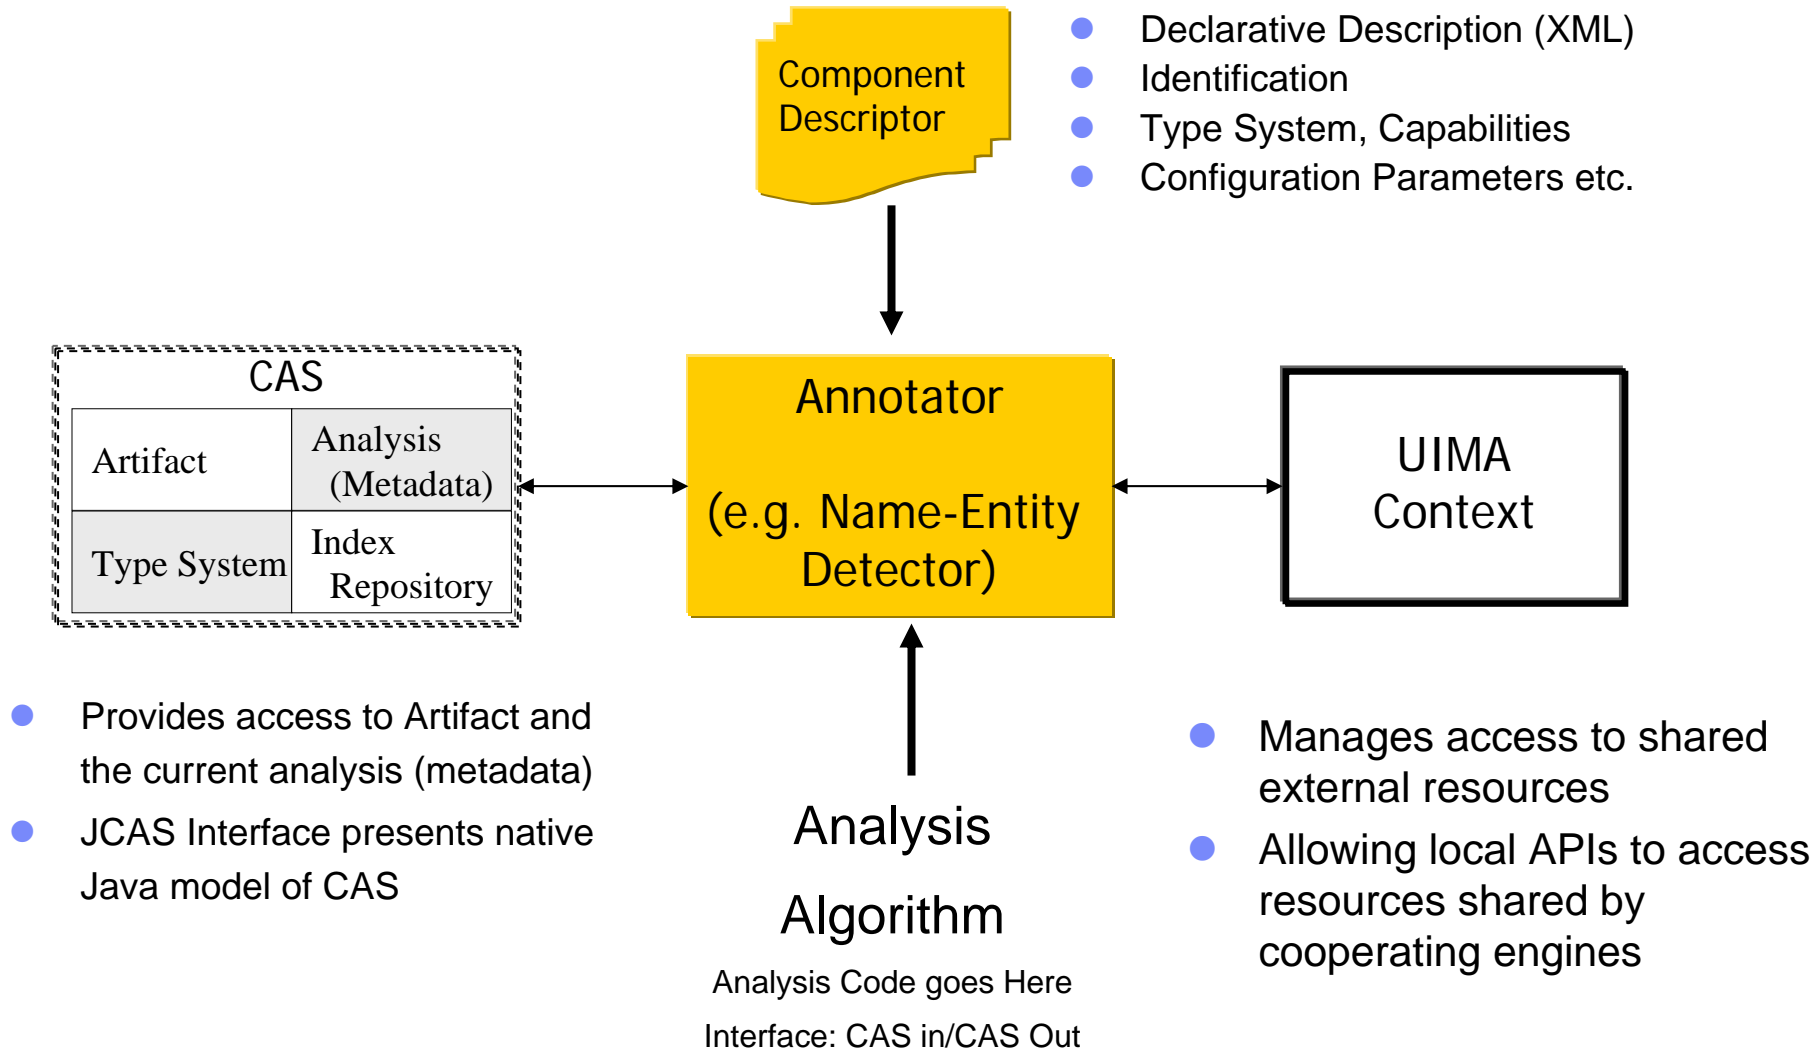 Component
Descriptor
Declarative Description (XML)
Identification
Type System, Capabilities
Configuration Parameters etc.
CAS
Artifact
Analysis
(Metadata)
Type System
Index
Repository
Annotator
(e.g. Name-Entity
Detector)
UIMA
Context
Provides access to Artifact and
the current analysis (metadata)
JCAS Interface presents native
Java model of CAS
Analysis
Algorithm
Analysis Code goes Here
Interface: CAS in/CAS Out
Manages access to shared
external resources
Allowing local APIs to access
resources shared by
cooperating engines